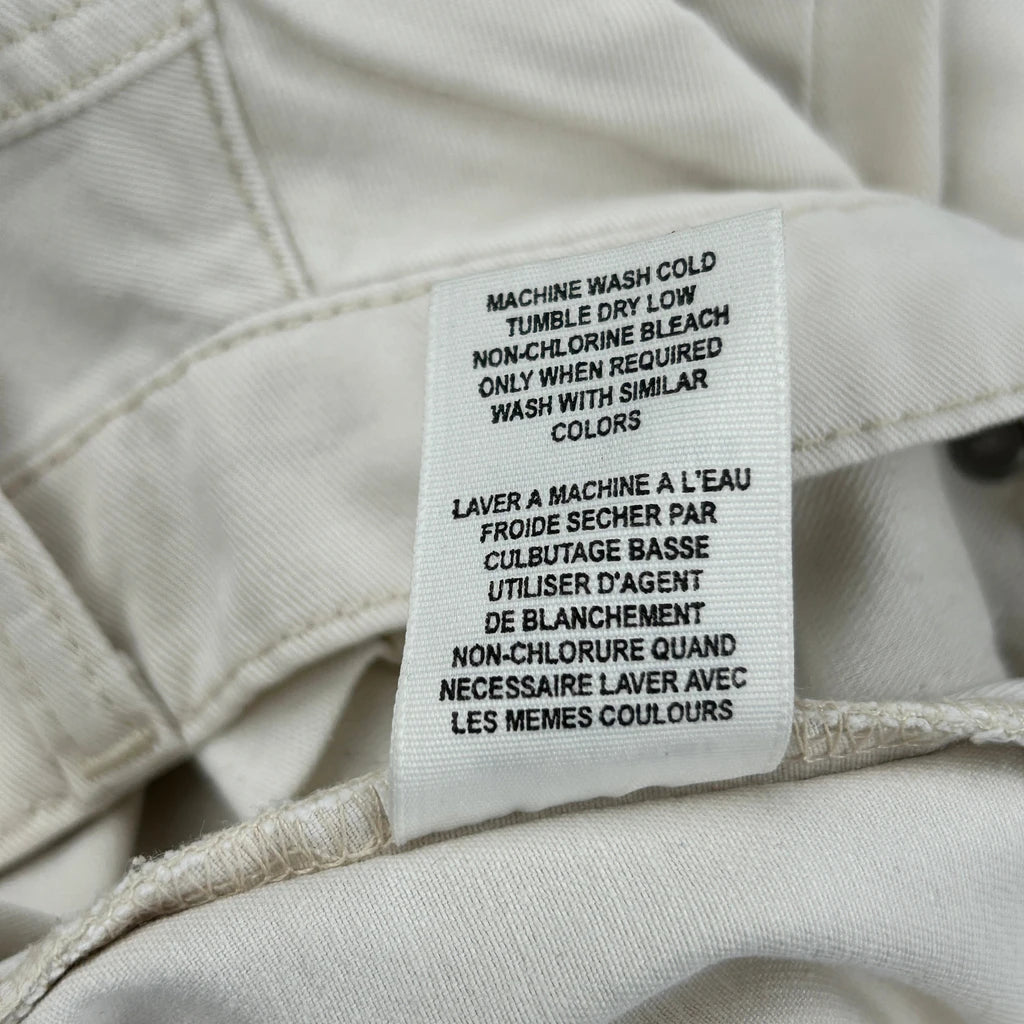 MACHINE WASH COLD
TUMBLE DRY LOW
NON-CHLORINE BLEACH
ONLY WHEN REQUIRED
WASH WITH SIMILAR
COLORS
LAVER A MACHINE A L'EAU
FROIDE SECHER PAR
CULBUTAGE BASSE
UTILISER D'AGENT
DE BLANCHEMENT
NON-CHLORURE QUAND
NECESSAIRE LAVER AVEC
LES MEMES COULOURS